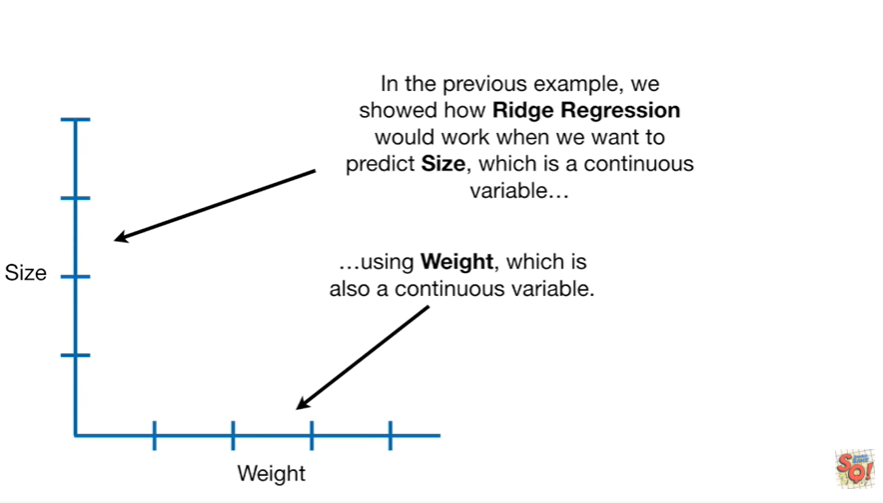 In the previous example, we
showed how Ridge Regression
would work when we want to
predict Size, which is a continuous
variable…
…using Weight, which is
also a continuous variable.
Size
Weight
SQ!